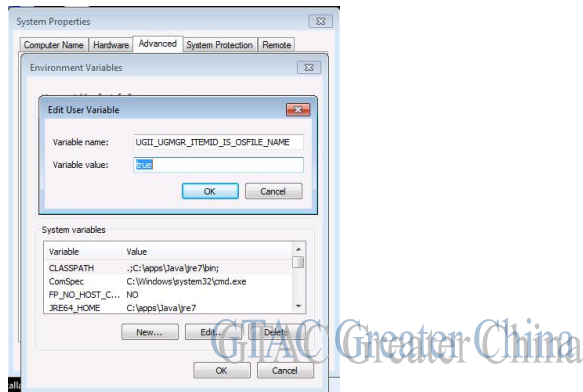 System Properties
Computer Name Hardware Advanced System Protection Remote
Environment Variables
Edit User Variable
Variable name: UGII_UGMGR_ITEMID_IS_OSFILE_NAME
Variable value: true
OK Cancel
System variables
Variable Value
CLASSPATH .;C:\apps\Java\jre7\bin;
ComSpec C:\Windows\system32\cmd.exe
FP_NO_HOST_C... NO
JRE64_HOME C:\apps\Java\jre7
New... Edit... Delete
GTAC Greater China
OK Cancel